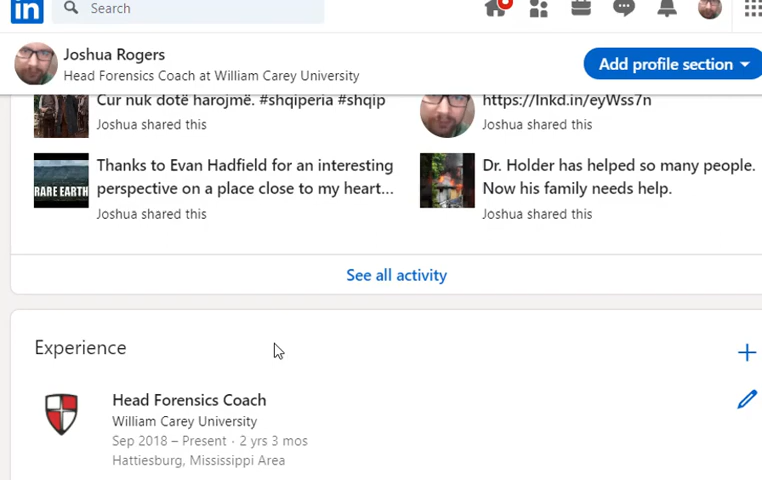 in
Search
Joshua Rogers
Head Forensics Coach at William Carey University
Add profile section
Cur nuk dotë harojmë. #shqiperia #shqip
Joshua shared this
https://lnkd.in/eyWss7n
Joshua shared this
RARE EARTH
Thanks to Evan Hadfield for an interesting
perspective on a place close to my heart...
Joshua shared this
Dr. Holder has helped so many people.
Now his family needs help.
Joshua shared this
See all activity
Experience
Head Forensics Coach
William Carey University
Sep 2018 – Present · 2 yrs 3 mos
Hattiesburg, Mississippi Area